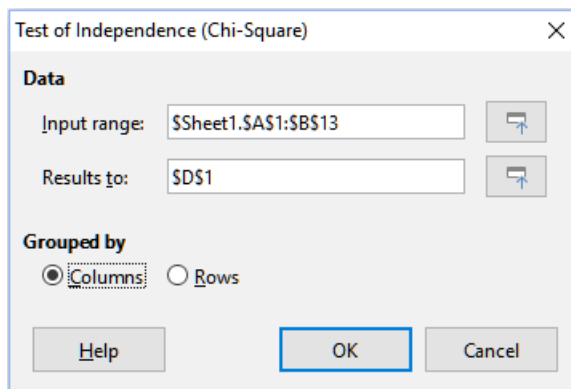 Test of Independence (Chi-Square)
Data
Input range: $Sheet1.$A$1:$B$13
Results to: $D$1
Grouped by
Columns Rows
Help OK Cancel